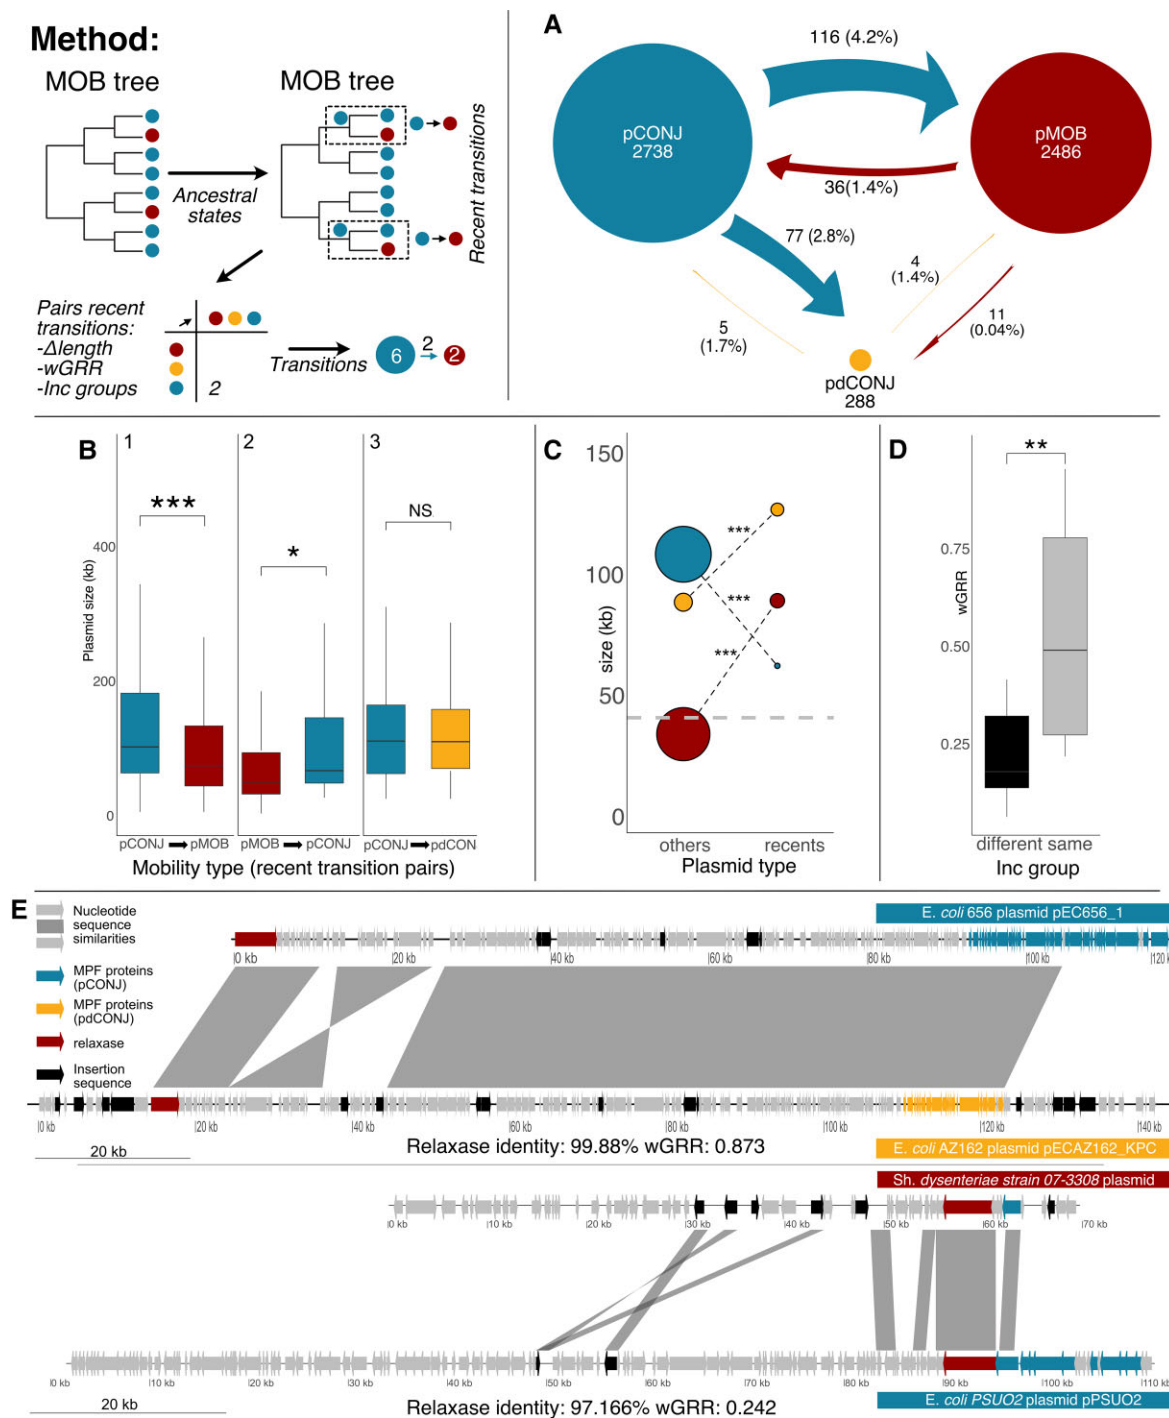 Method:
MOB tree
MOB tree
Ancestral
states
Recent transitions
Pairs recent
transitions:
-Δlength
-wGRR
-Inc groups
2
Transitions
6
2
2
A
116 (4.2%)
pCONJ
2738
pMOB
2486
36(1.4%)
77 (2.8%)
4
(1.4%)
5
(1.7%)
11
(0.04%)
pdCONJ
288
B
1
2
3
***
*
NS
Plasmid size (kb)
400
200
0
pCONJ
pMOB
pMOB
pCONJ
pCONJ
pdCON
Mobility type (recent transition pairs)
C
150
100
50
0
size (kb)
***
***
***
others
recents
Plasmid type
D
**
0.75
0.50
0.25
wGRR
different same
Inc group
E
Nucleotide
sequence
similarities
MPF proteins
(pCONJ)
MPF proteins
(pdCONJ)
relaxase
Insertion
sequence
E. coli 656 plasmid pEC656_1
|0 kb
|20 kb
|40 kb
|60 kb
|80 kb
|100 kb
|120 k
|0 kb
|20 kb
|40 kb
|60 kb
|80 kb
|100 kb
|120 kb
|140 kb
20 kb
Relaxase identity: 99.88% wGRR: 0.873
E. coli AZ162 plasmid pECAZ162_KPC
Sh. dysenteriae strain 07-3308 plasmid
|0 kb
|10 kb
|20 kb
|30 kb
|40 kb
|50 kb
|60 kb
|70 kb
|0 kb
|10 kb
|20 kb
|30 kb
|40 kb
|50 kb
|60 kb
|70 kb
|80 kb
|90 kb
|100 kb
|110 kb
20 kb
Relaxase identity: 97.166% wGRR: 0.242
E. coli PSUO2 plasmid pPSUO2